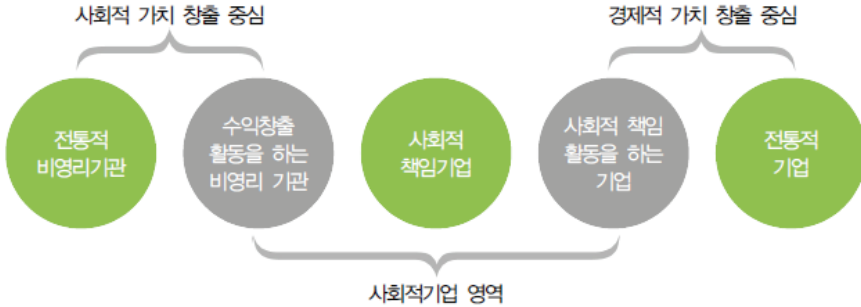 사회적 가치 창출 중심
경제적 가치 창출 중심
전통적
비영리기관
수익창출
활동을 하는
비영리 기관
사회적
책임기업
사회적 책임
활동을 하는
기업
전통적
기업
사회적기업 영역